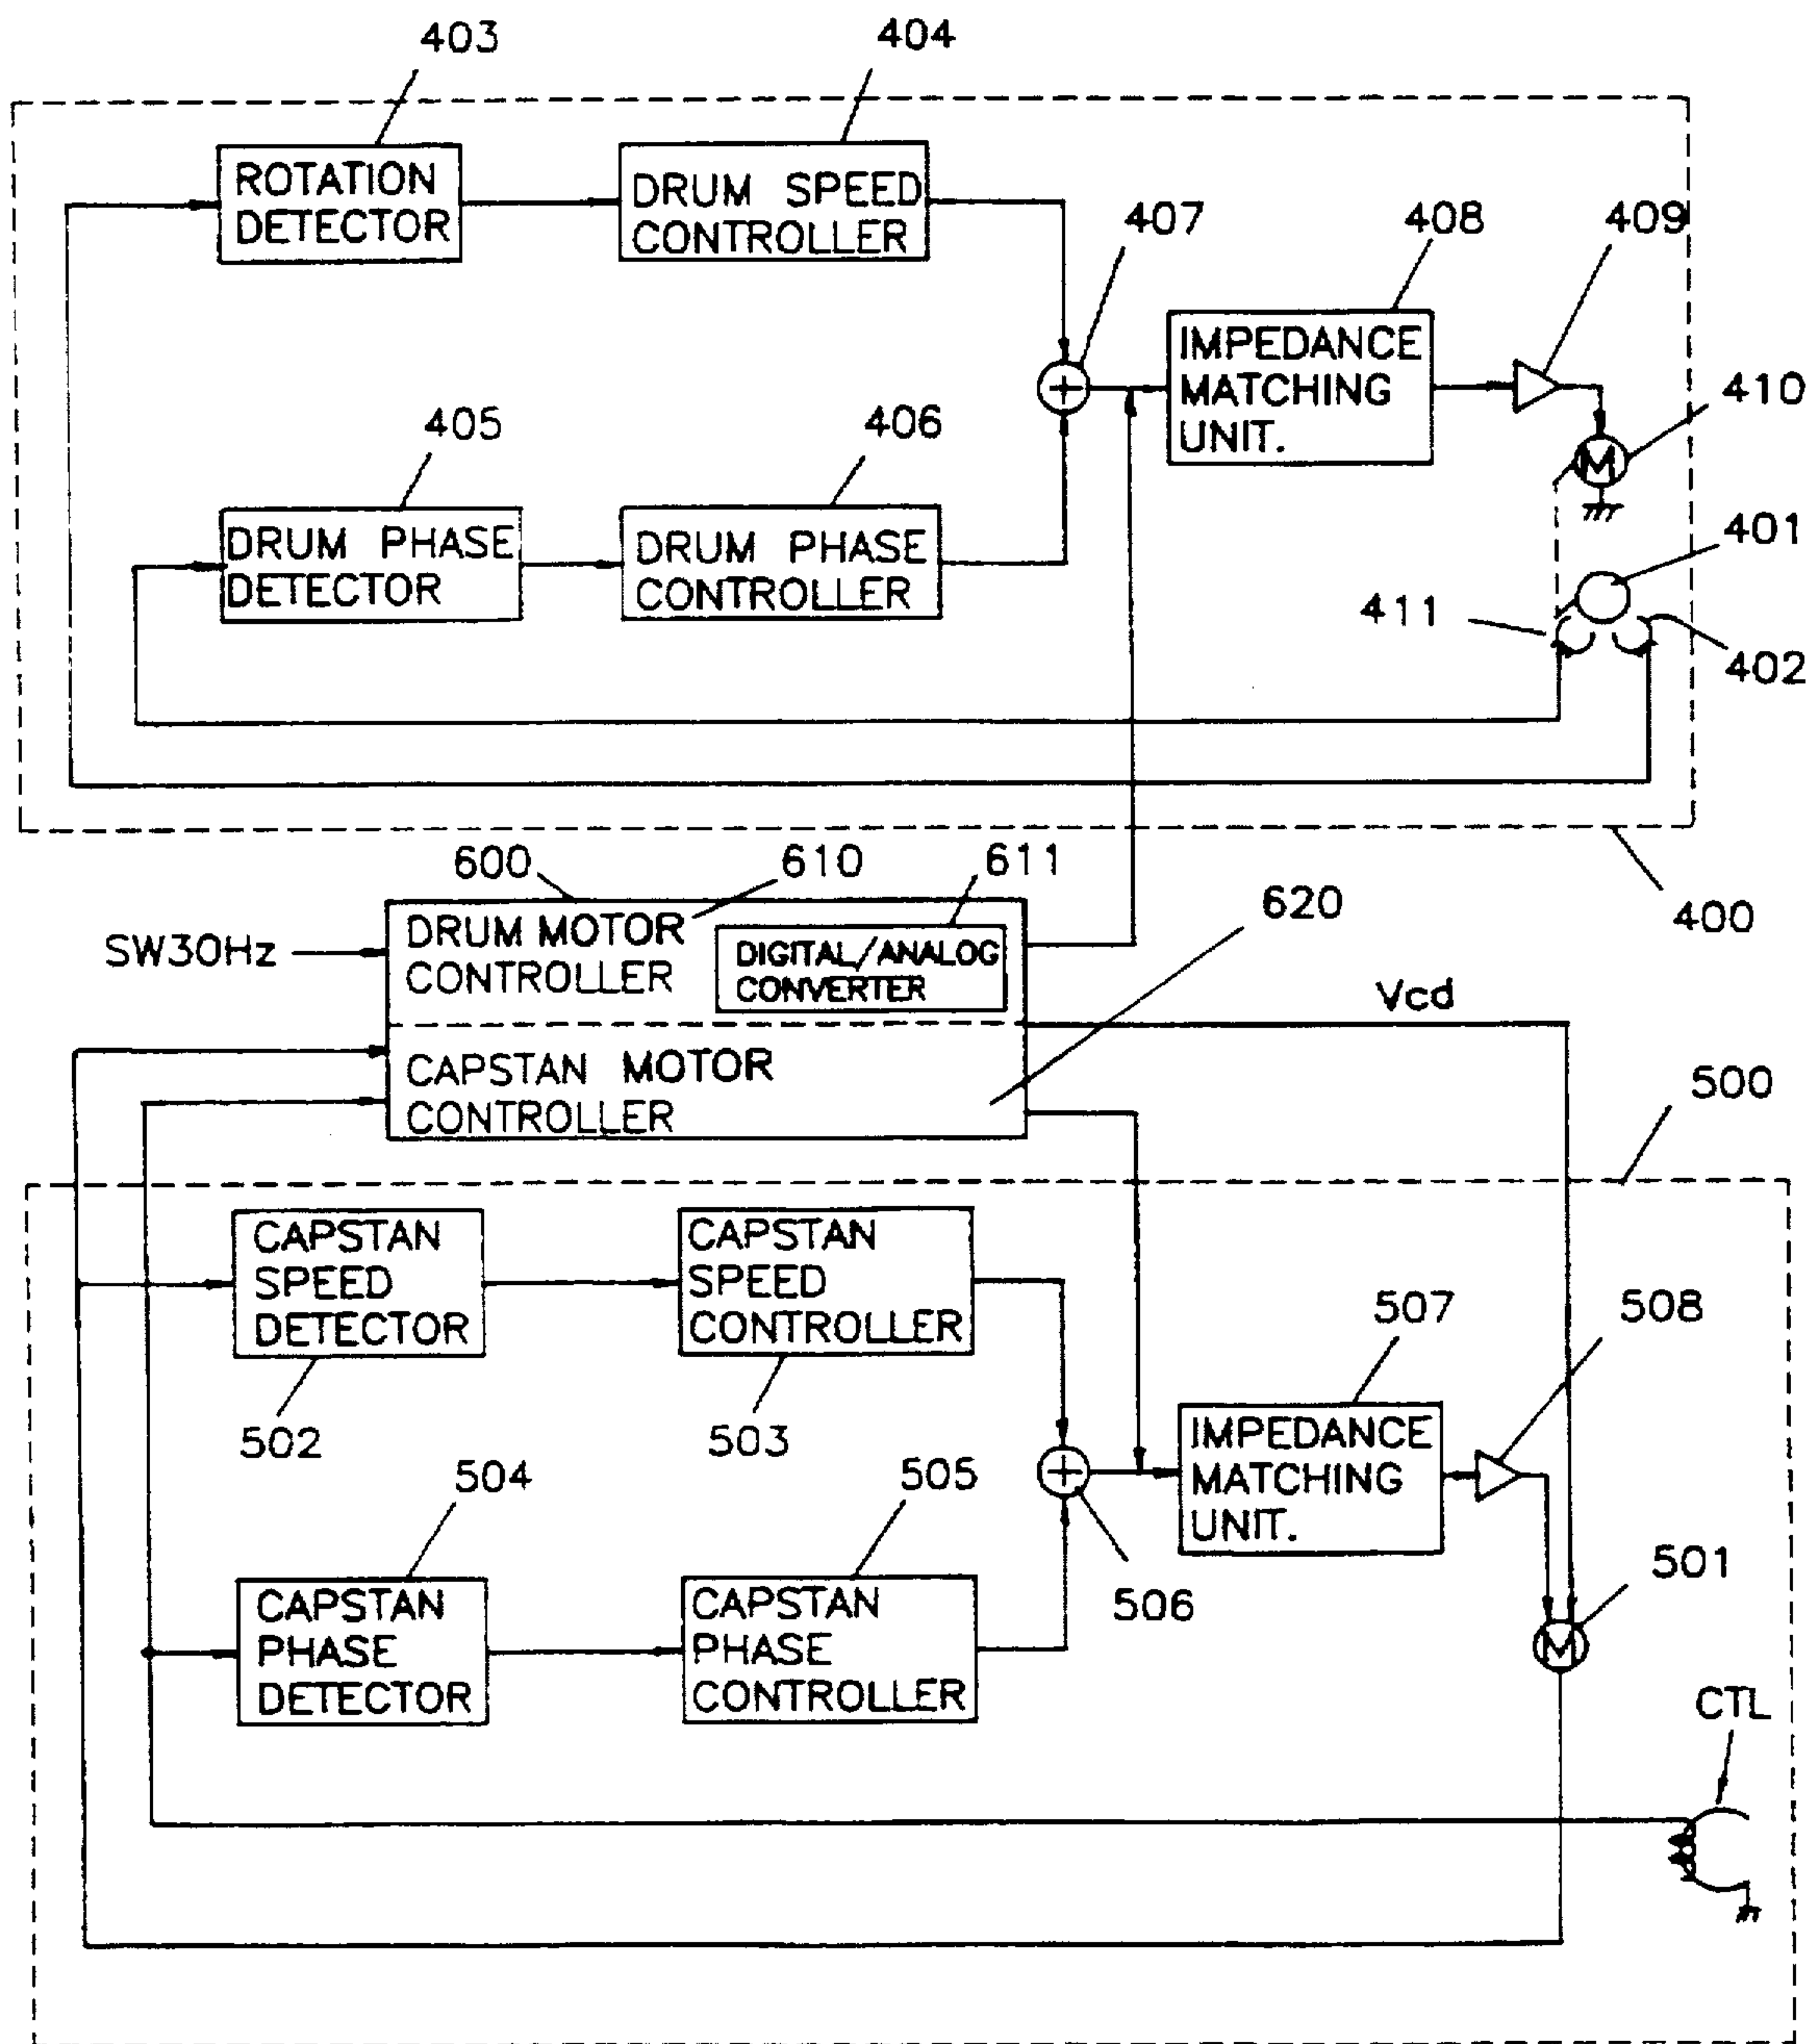 403
404
ROTATION
DETECTOR
DRUM SPEED
CONTROLLER
407
408
409
IMPEDANCE
MATCHING
UNIT.
410
405
406
M
DRUM PHASE
DETECTOR
DRUM PHASE
CONTROLLER
401
411
402
600
610
611
400
SW30Hz
DRUM MOTOR
CONTROLLER
DIGITAL/ANALOG
CONVERTER
620
Vcd
CAPSTAN MOTOR
CONTROLLER
500
CAPSTAN
SPEED
DETECTOR
CAPSTAN
SPEED
CONTROLLER
502
503
507
508
IMPEDANCE
MATCHING
UNIT.
504
505
506
501
CAPSTAN
PHASE
DETECTOR
CAPSTAN
PHASE
CONTROLLER
M
CTL